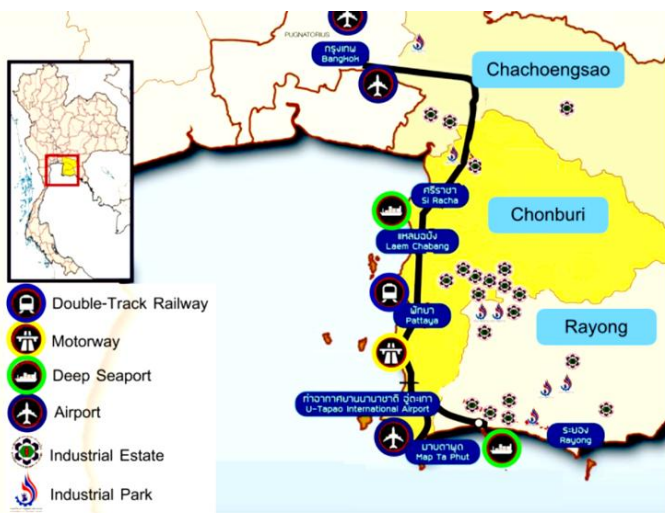 PUGNATORIUS
กรุงเทพ
Bangkok
Chachoengsao
ศรีราชา
Si Racha
แหลมฉบัง
Laem Chabang
Chonburi
พัทยา
Pattaya
Rayong
ท่าอากาศยานนานาชาติ อู่ตะเภา
U-Tapao International Airport
มาบตาพุด
Map Ta Phut
ระยอง
Rayong
Double-Track Railway
Motorway
Deep Seaport
Airport
Industrial Estate
Industrial Park